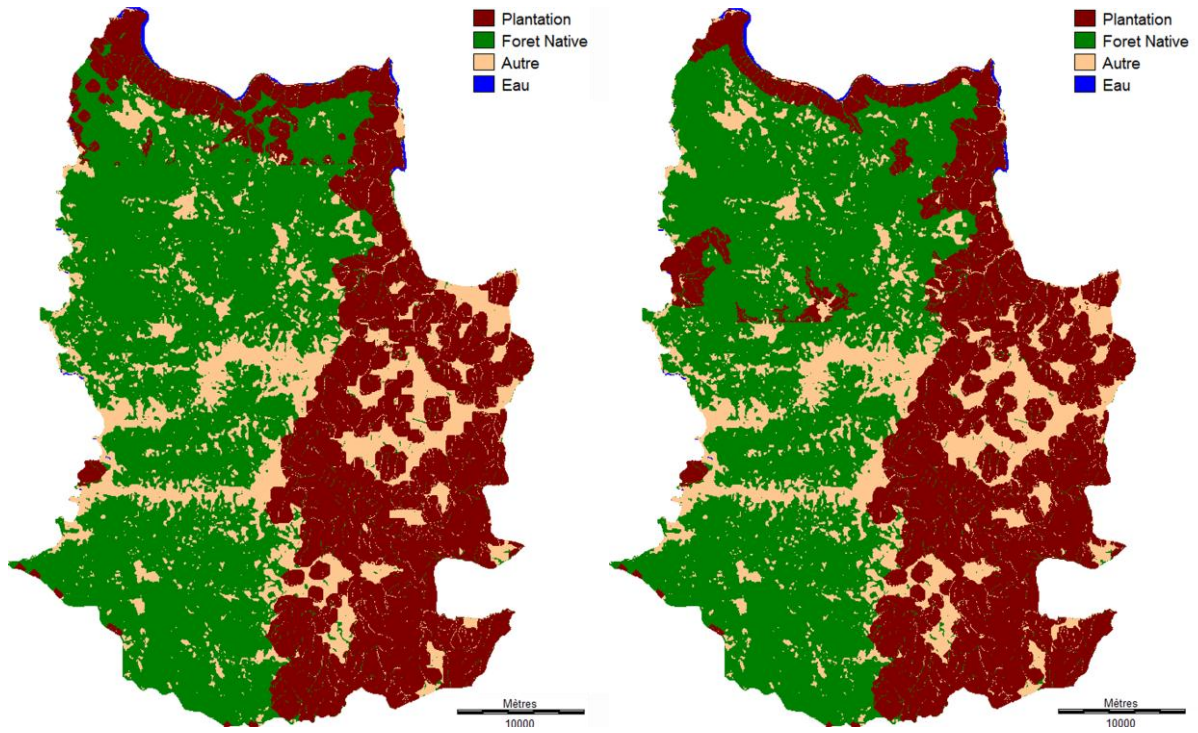 Plantation
Foret Native
Autre
Eau
Mètres
10000
Plantation
Foret Native
Autre
Eau
Mètres
10000